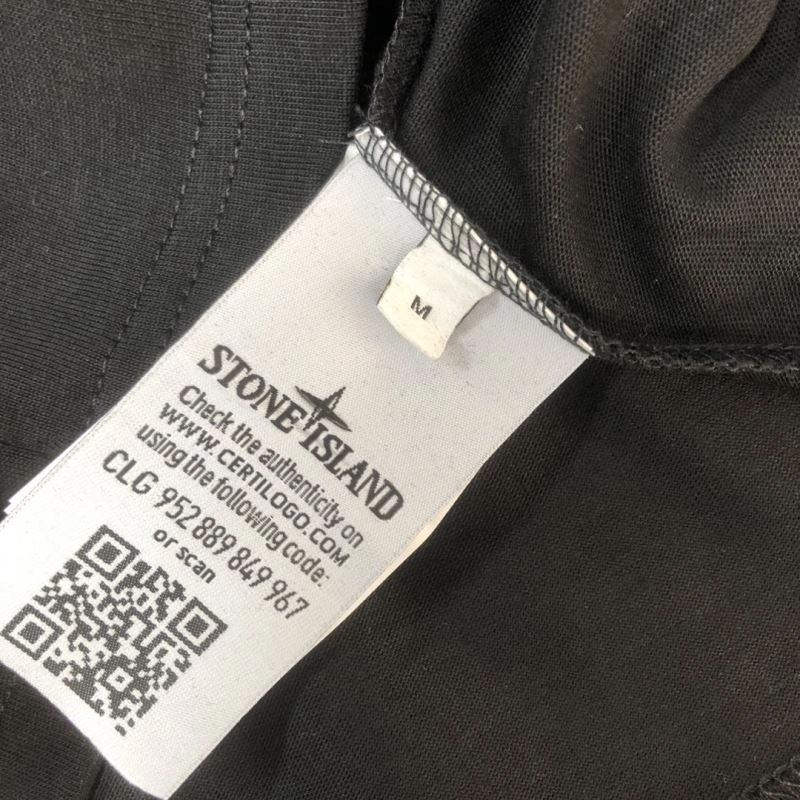 M
STONE ISLAND
Check the authenticity on
WWW.CERTILOGO.COM
using the following code:
CLG 952 889 849 967
or scan